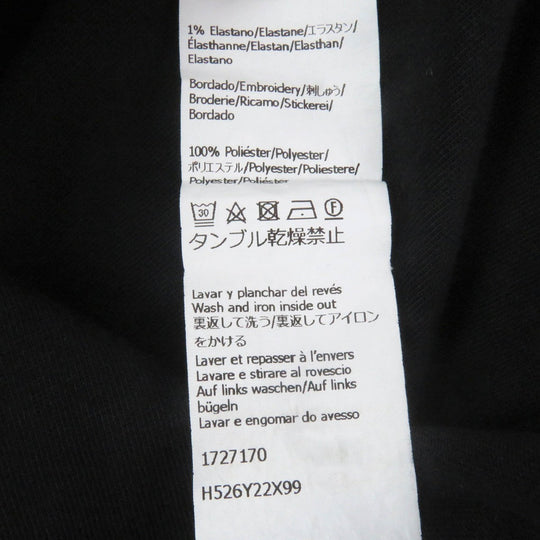 1% Elastano/Elastane/エラスタン/
Élasthanne/Elastan/Elasthan/
Elastano
Bordado/Embroidery/刺しゅう/
Broderie/Ricamo/Stickerei/
Bordado
100% Poliéster/Polyester/
ポリエステル/Polyester/Poliestere/
Polyester/Poliéster
30
F
タンブル乾燥禁止
Lavar y planchar del revés
Wash and iron inside out
裏返して洗う/裏返してアイロン
をかける
Laver et repasser à l'envers
Lavare e stirare al rovescio
Auf links waschen/Auf links
bügeln
Lavar e engomar do avesso
1727170
H526Y22X99